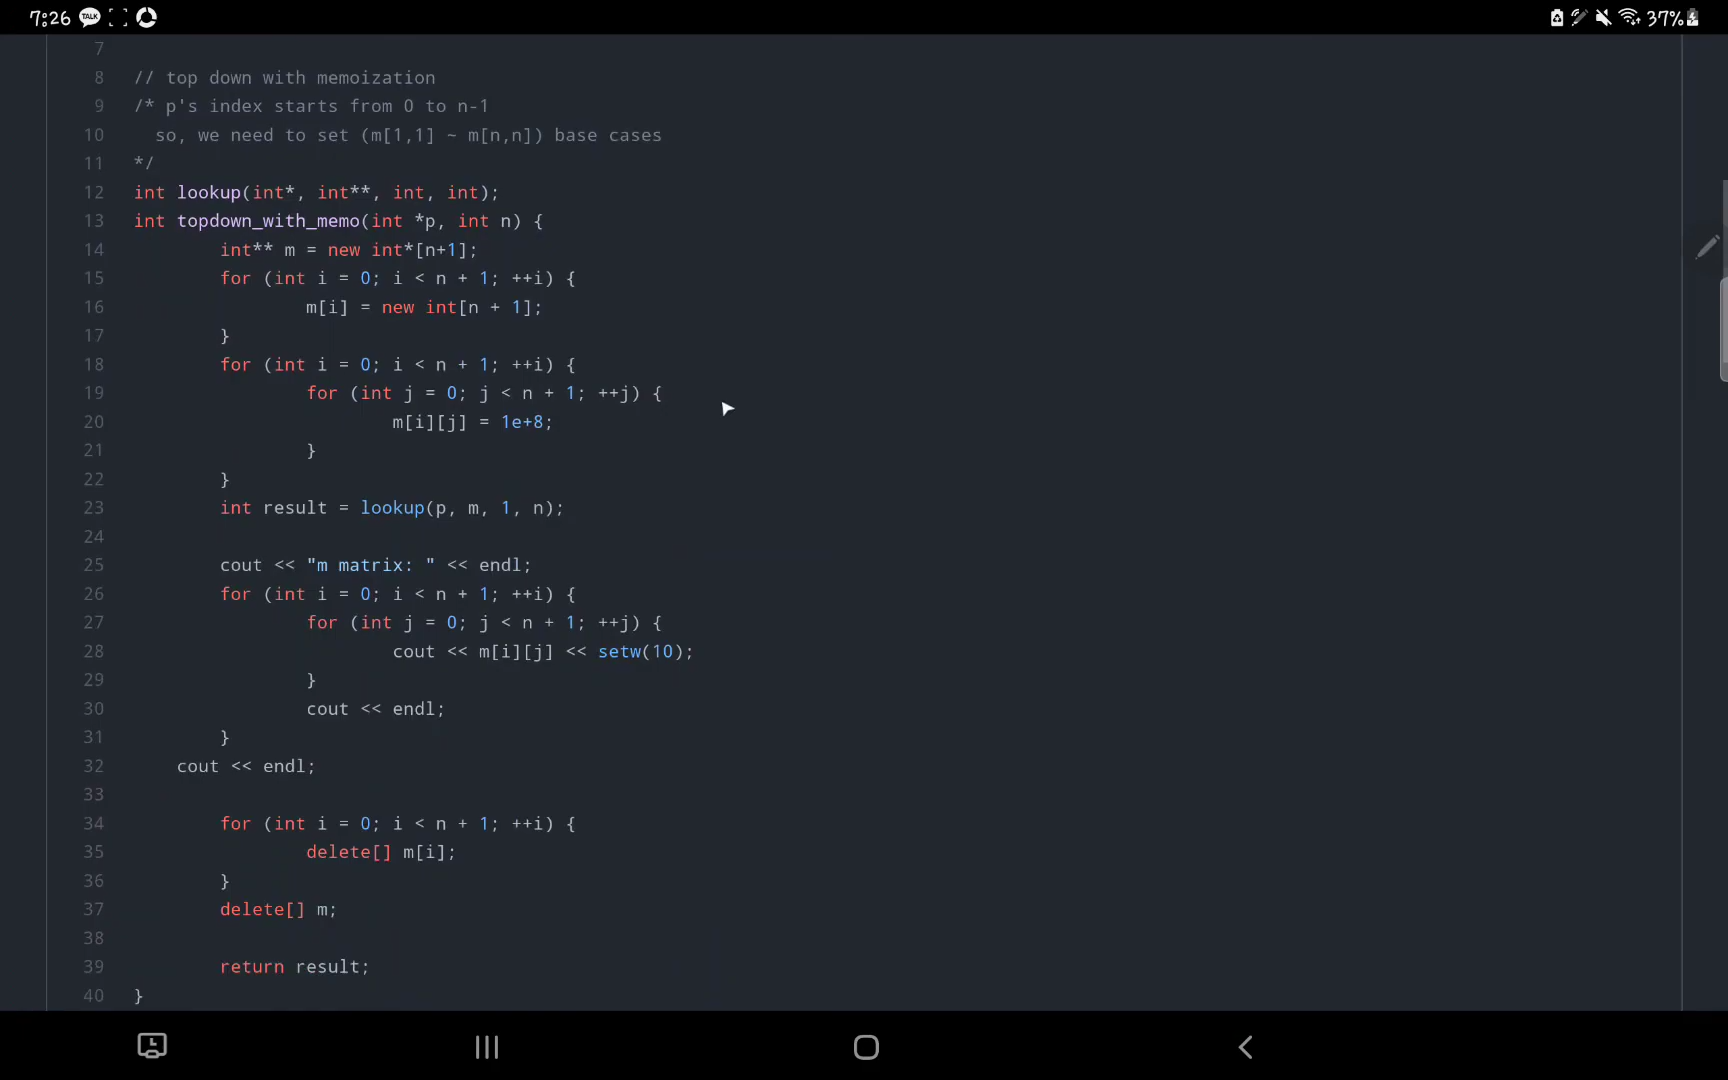 7:26 TALK 37%
7
8 // top down with memoization
9 /* p's index starts from 0 to n-1
10 so, we need to set (m[1,1] ~ m[n,n]) base cases
11 */
12 int lookup(int*, int**, int, int);
13 int topdown_with_memo(int *p, int n) {
14 int** m = new int*[n+1];
15 for (int i = 0; i < n + 1; ++i) {
16 m[i] = new int[n + 1];
17 }
18 for (int i = 0; i < n + 1; ++i) {
19 for (int j = 0; j < n + 1; ++j) {
20 m[i][j] = 1e+8;
21 }
22 }
23 int result = lookup(p, m, 1, n);
24
25 cout << "m matrix: " << endl;
26 for (int i = 0; i < n + 1; ++i) {
27 for (int j = 0; j < n + 1; ++j) {
28 cout << m[i][j] << setw(10);
29 }
30 cout << endl;
31 }
32 cout << endl;
33
34 for (int i = 0; i < n + 1; ++i) {
35 delete[] m[i];
36 }
37 delete[] m;
38
39 return result;
40 }